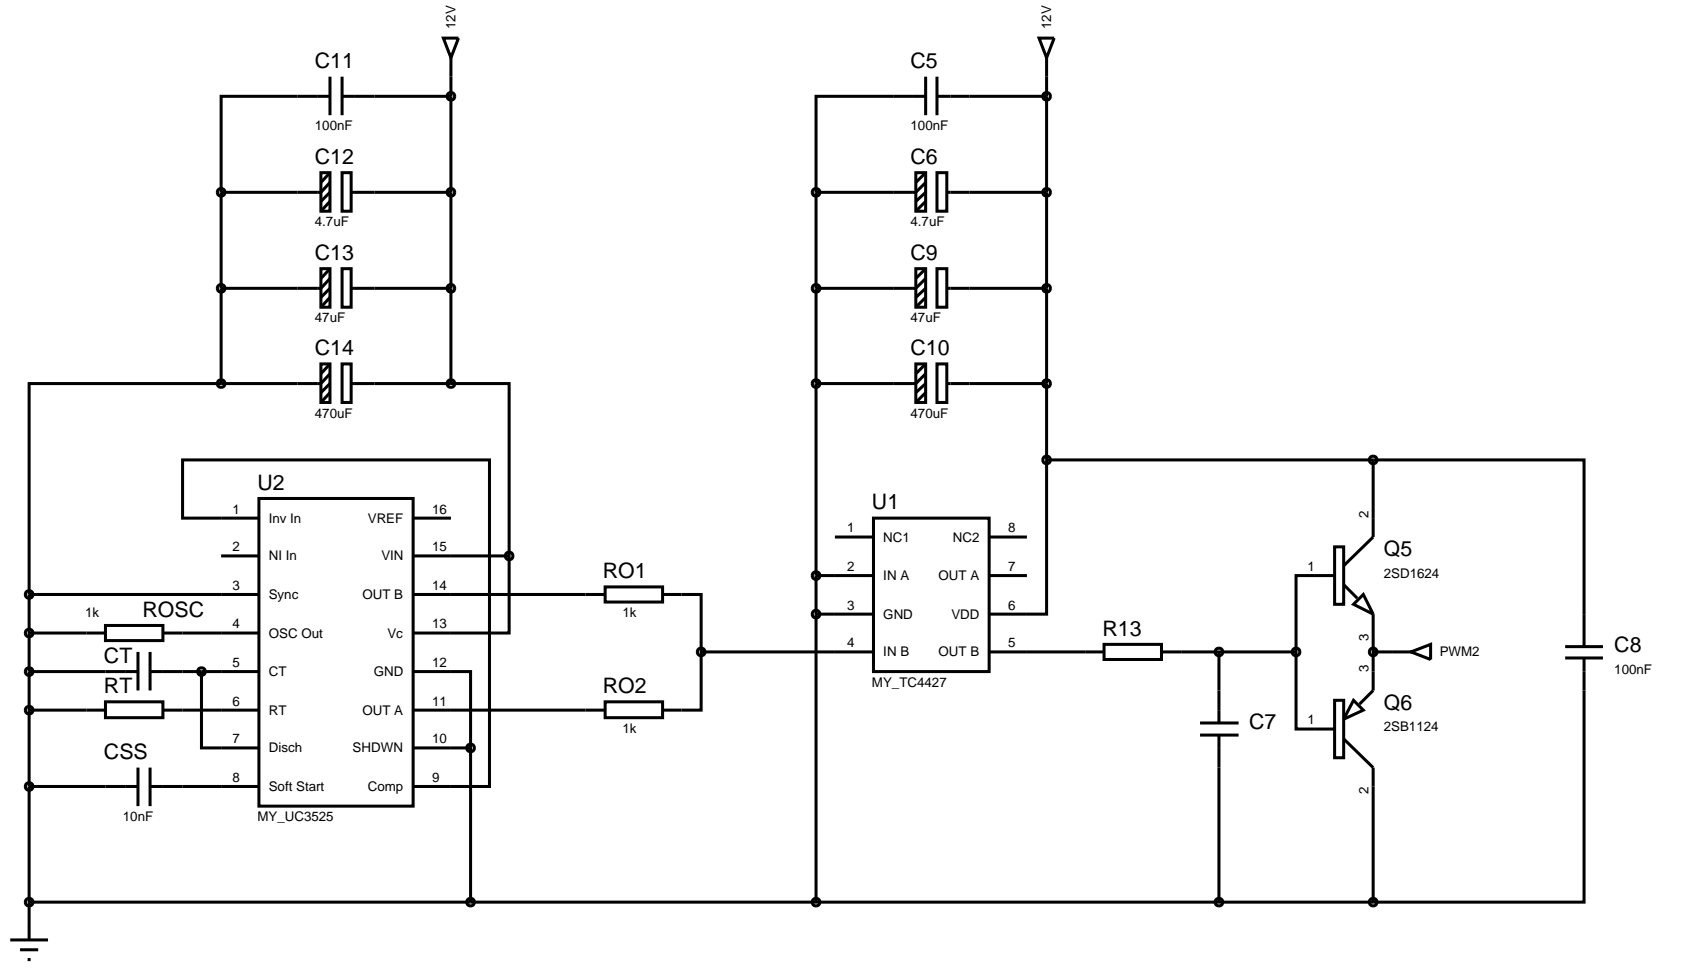 12V
12V
C11
100nF
C12
4.7uF
C13
47uF
C14
470uF
C5
100nF
C6
4.7uF
C9
47uF
C10
470uF
U2
1 Inv In VREF 16
2 NI In VIN 15
3 Sync OUT B 14
4 OSC Out Vc 13
5 CT GND 12
6 RT OUT A 11
7 Disch SHDWN 10
8 Soft Start Comp 9
MY_UC3525
1k ROSC
CT
RT
CSS
10nF
RO1
1k
RO2
1k
U1
1 NC1 NC2 8
2 IN A OUT A 7
3 GND VDD 6
4 IN B OUT B 5
MY_TC4427
R13
C7
2
1
Q5
2SD1624
3
PWM2
3
1
Q6
2SB1124
2
C8
100nF